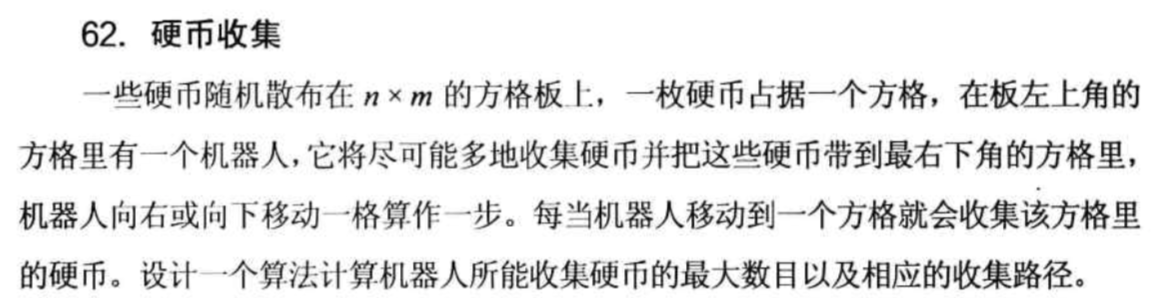 62. 硬币收集
一些硬币随机散布在 n × m 的方格板上，一枚硬币占据一个方格，在板左上角的
方格里有一个机器人，它将尽可能多地收集硬币并把这些硬币带到最右下角的方格里，
机器人向右或向下移动一格算作一步。每当机器人移动到一个方格就会收集该方格里
的硬币。设计一个算法计算机器人所能收集硬币的最大数目以及相应的收集路径。